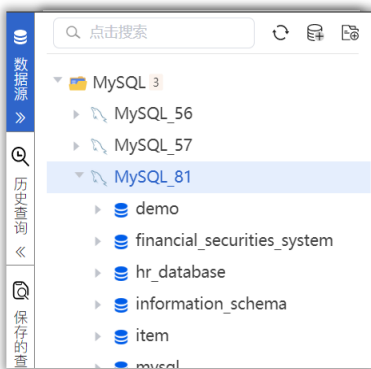 点击搜索
数据源
历史查询
保存的查
MySQL 3
MySQL_56
MySQL_57
MySQL_81
demo
financial_securities_system
hr_database
information_schema
item
mysql